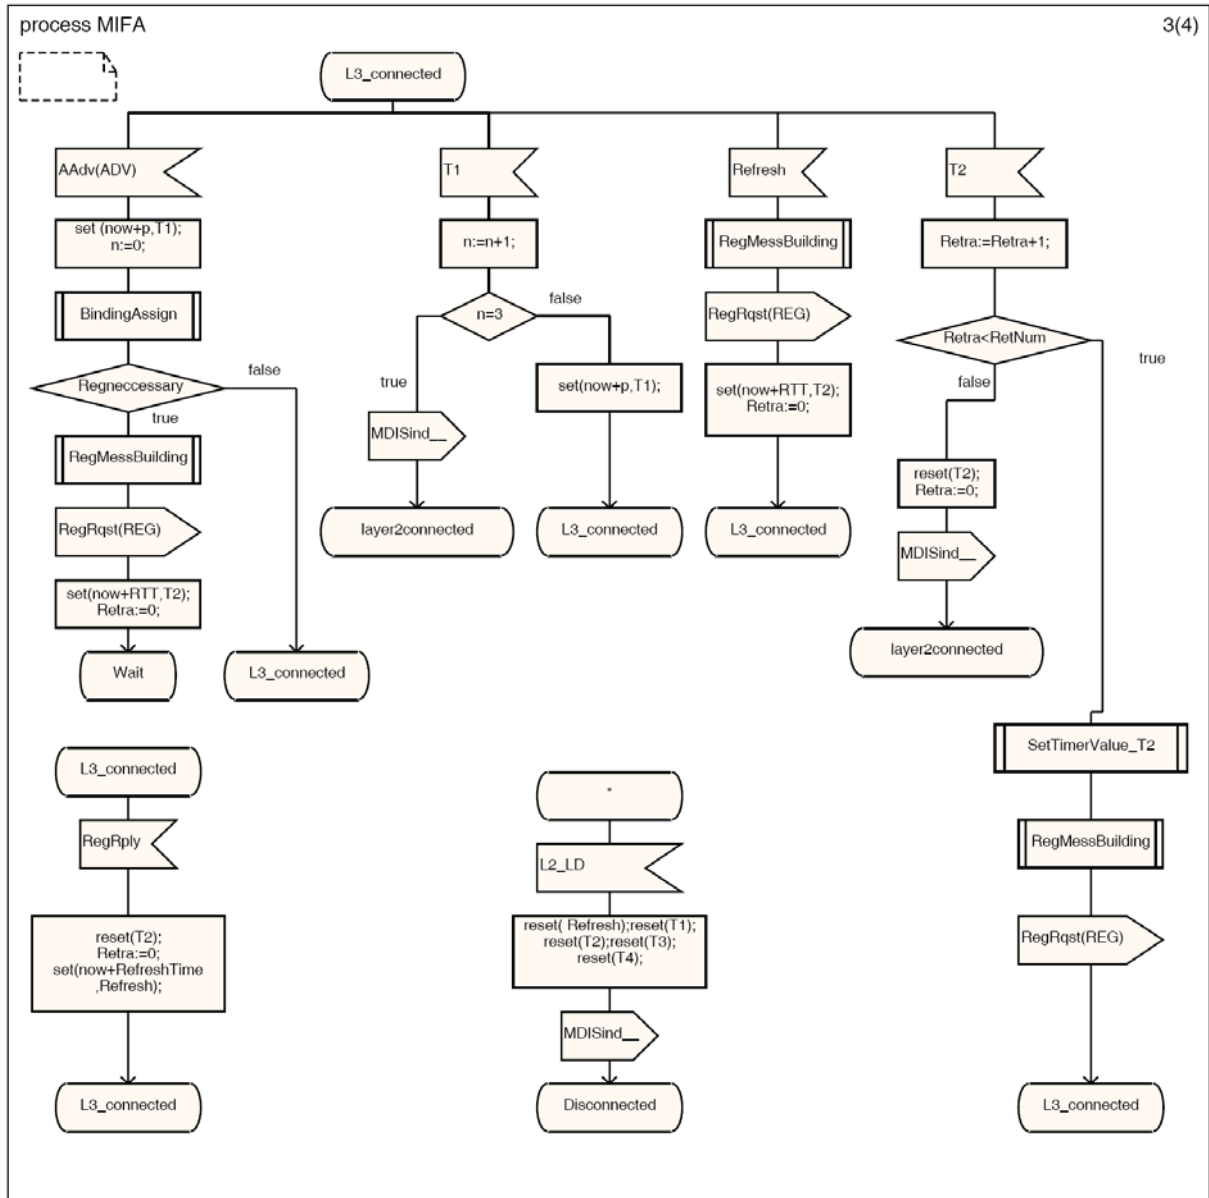 process MIFA
3(4)
L3_connected
AAdv(ADV)
T1
Refresh
T2
set (now+p,T1);
n:=0;
n:=n+1;
RegMessBuilding
Retra:=Retra+1;
BindingAssign
n=3
false
true
RegRqst(REG)
Retra<RetNum
true
false
Regneccessary
false
true
set(now+p,T1);
set(now+RTT,T2);
Retra:=0;
MDISind__
RegMessBuilding
reset(T2);
Retra:=0;
RegRqst(REG)
layer2connected
L3_connected
L3_connected
MDISind__
set(now+RTT,T2);
Retra:=0;
Wait
L3_connected
layer2connected
SetTimerValue_T2
L3_connected
*
RegRply
L2_LD
RegMessBuilding
reset(T2);
Retra:=0;
set(now+RefreshTime
,Refresh);
reset( Refresh);reset(T1);
reset(T2);reset(T3);
reset(T4);
RegRqst(REG)
MDISind__
L3_connected
Disconnected
L3_connected